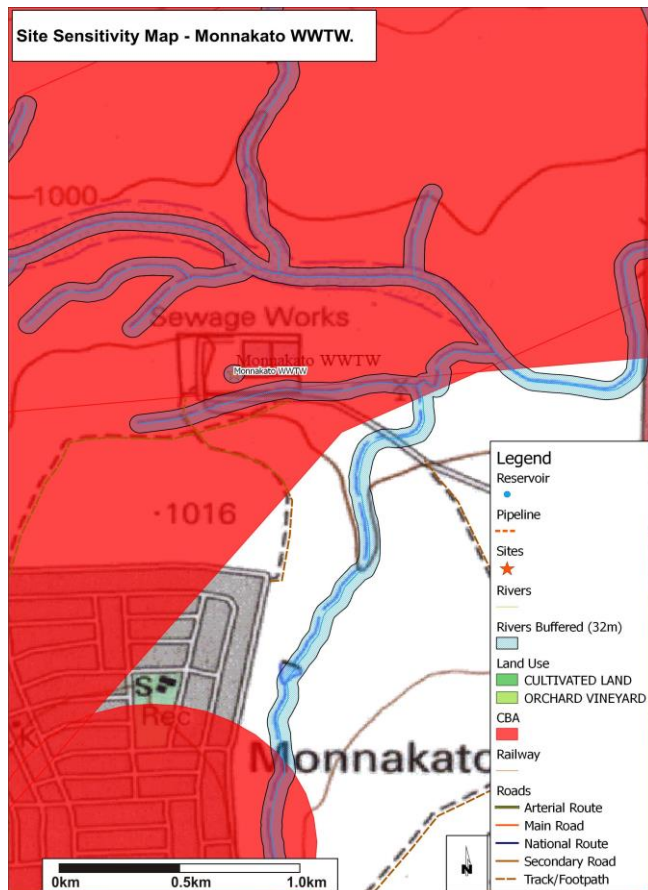 Site Sensitivity Map - Monnakato WWTW.
1000
Sewage Works
Monnakato WWTW
Monnakato WWTW
X
·1016
S
Rec
K
Monnakato
Legend
Reservoir
Pipeline
Sites
Rivers
Rivers Buffered (32m)
Land Use
CULTIVATED LAND
ORCHARD VINEYARD
CBA
Railway
Roads
Arterial Route
Main Road
National Route
Secondary Road
Track/Footpath
N
0km 0.5km 1.0km